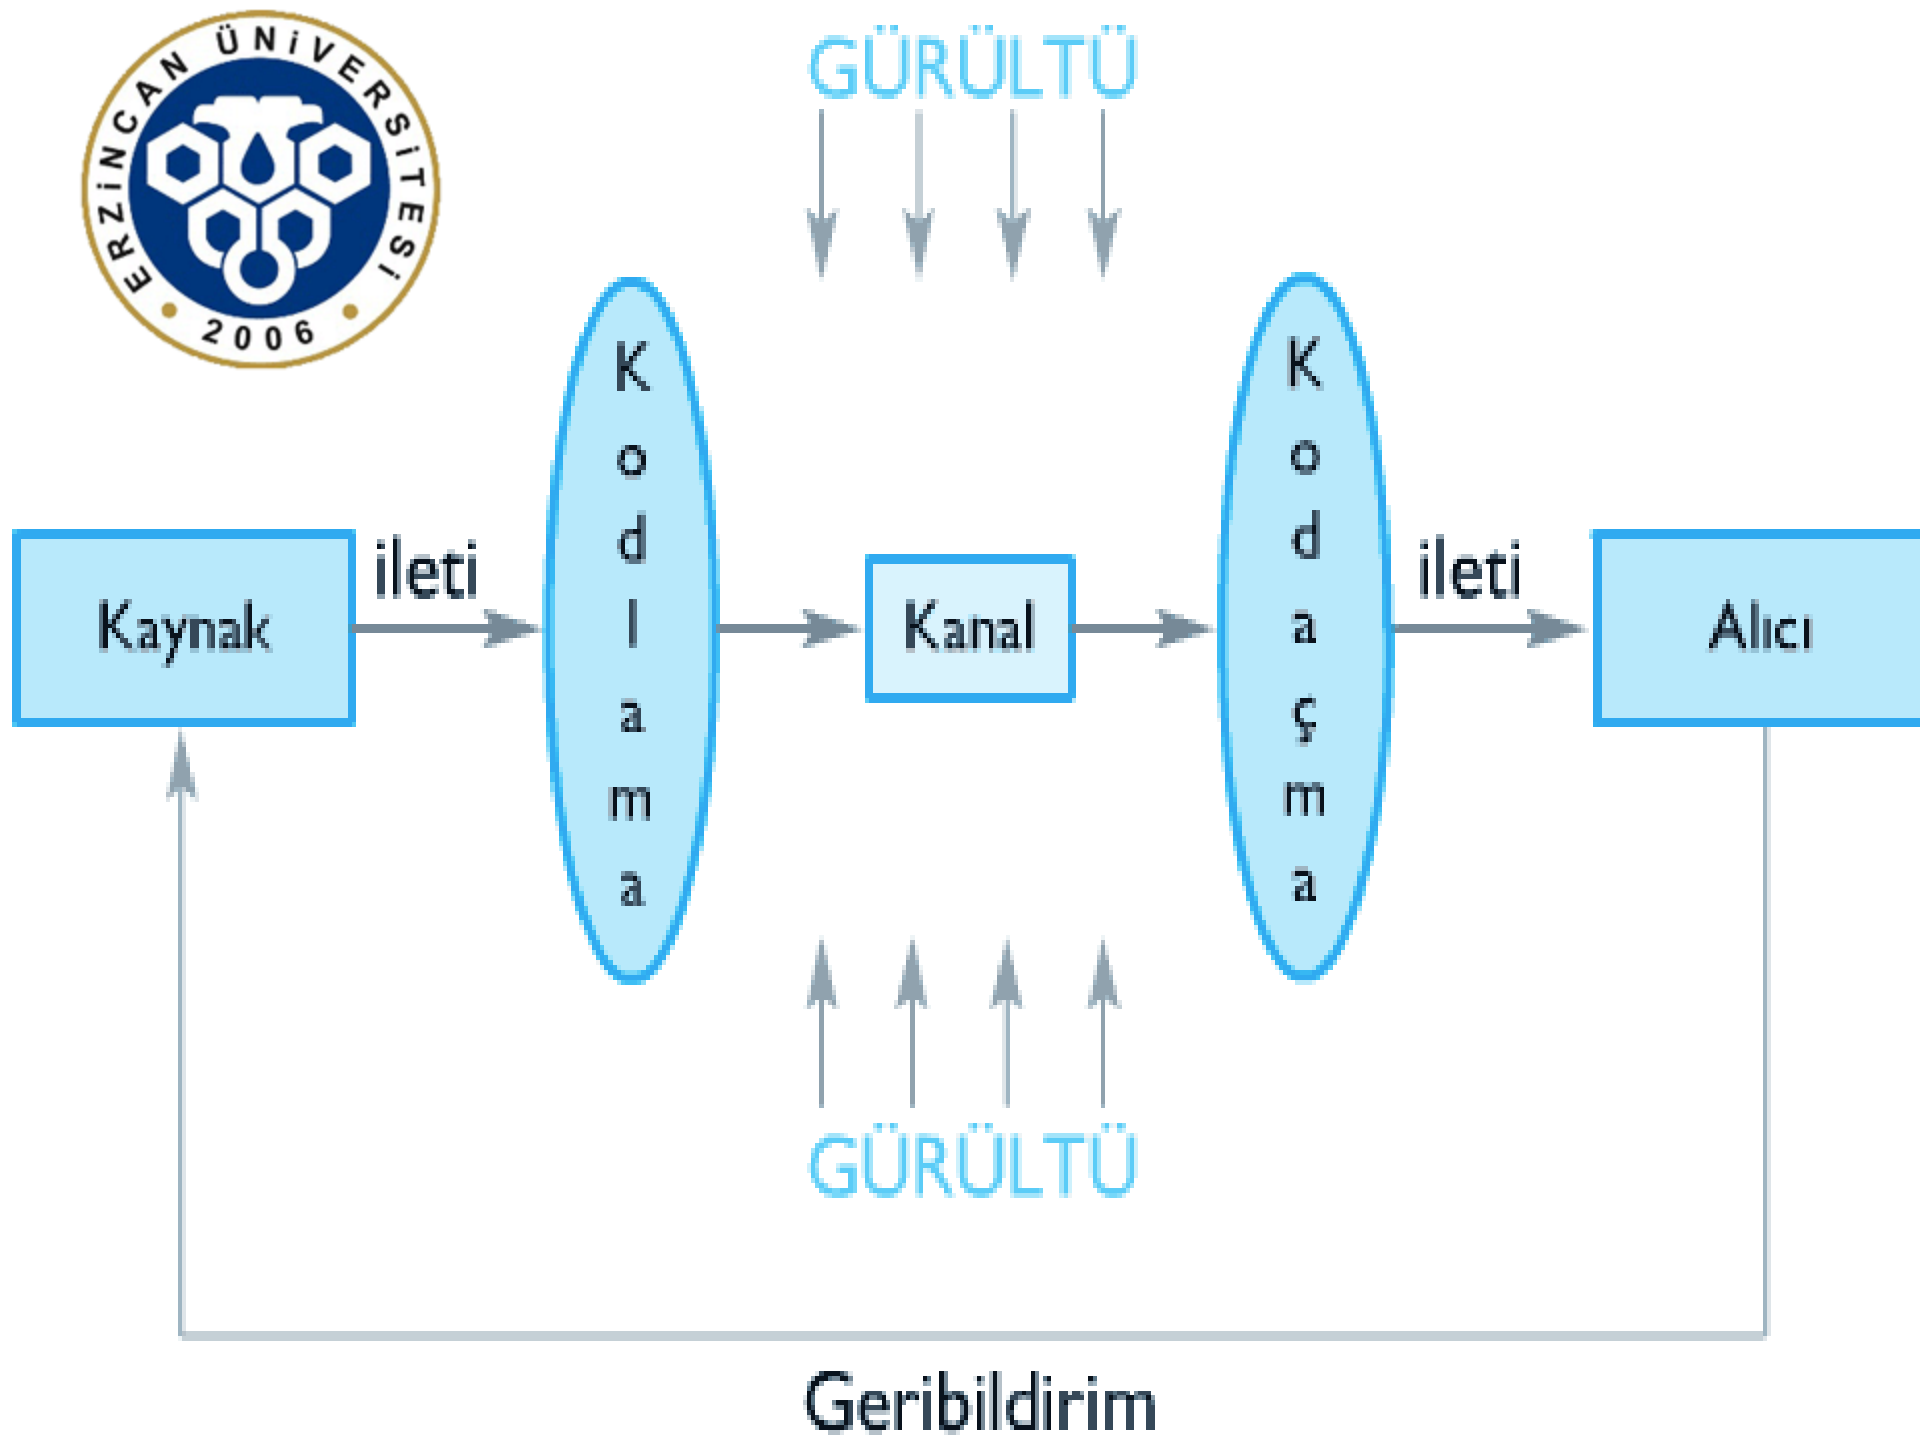 ERZİNCAN ÜNİVERSİTESİ
2006
GÜRÜLTÜ
Kaynak
ileti
Kodlama
Kanal
Kodaçma
ileti
Alıcı
GÜRÜLTÜ
Geribildirim